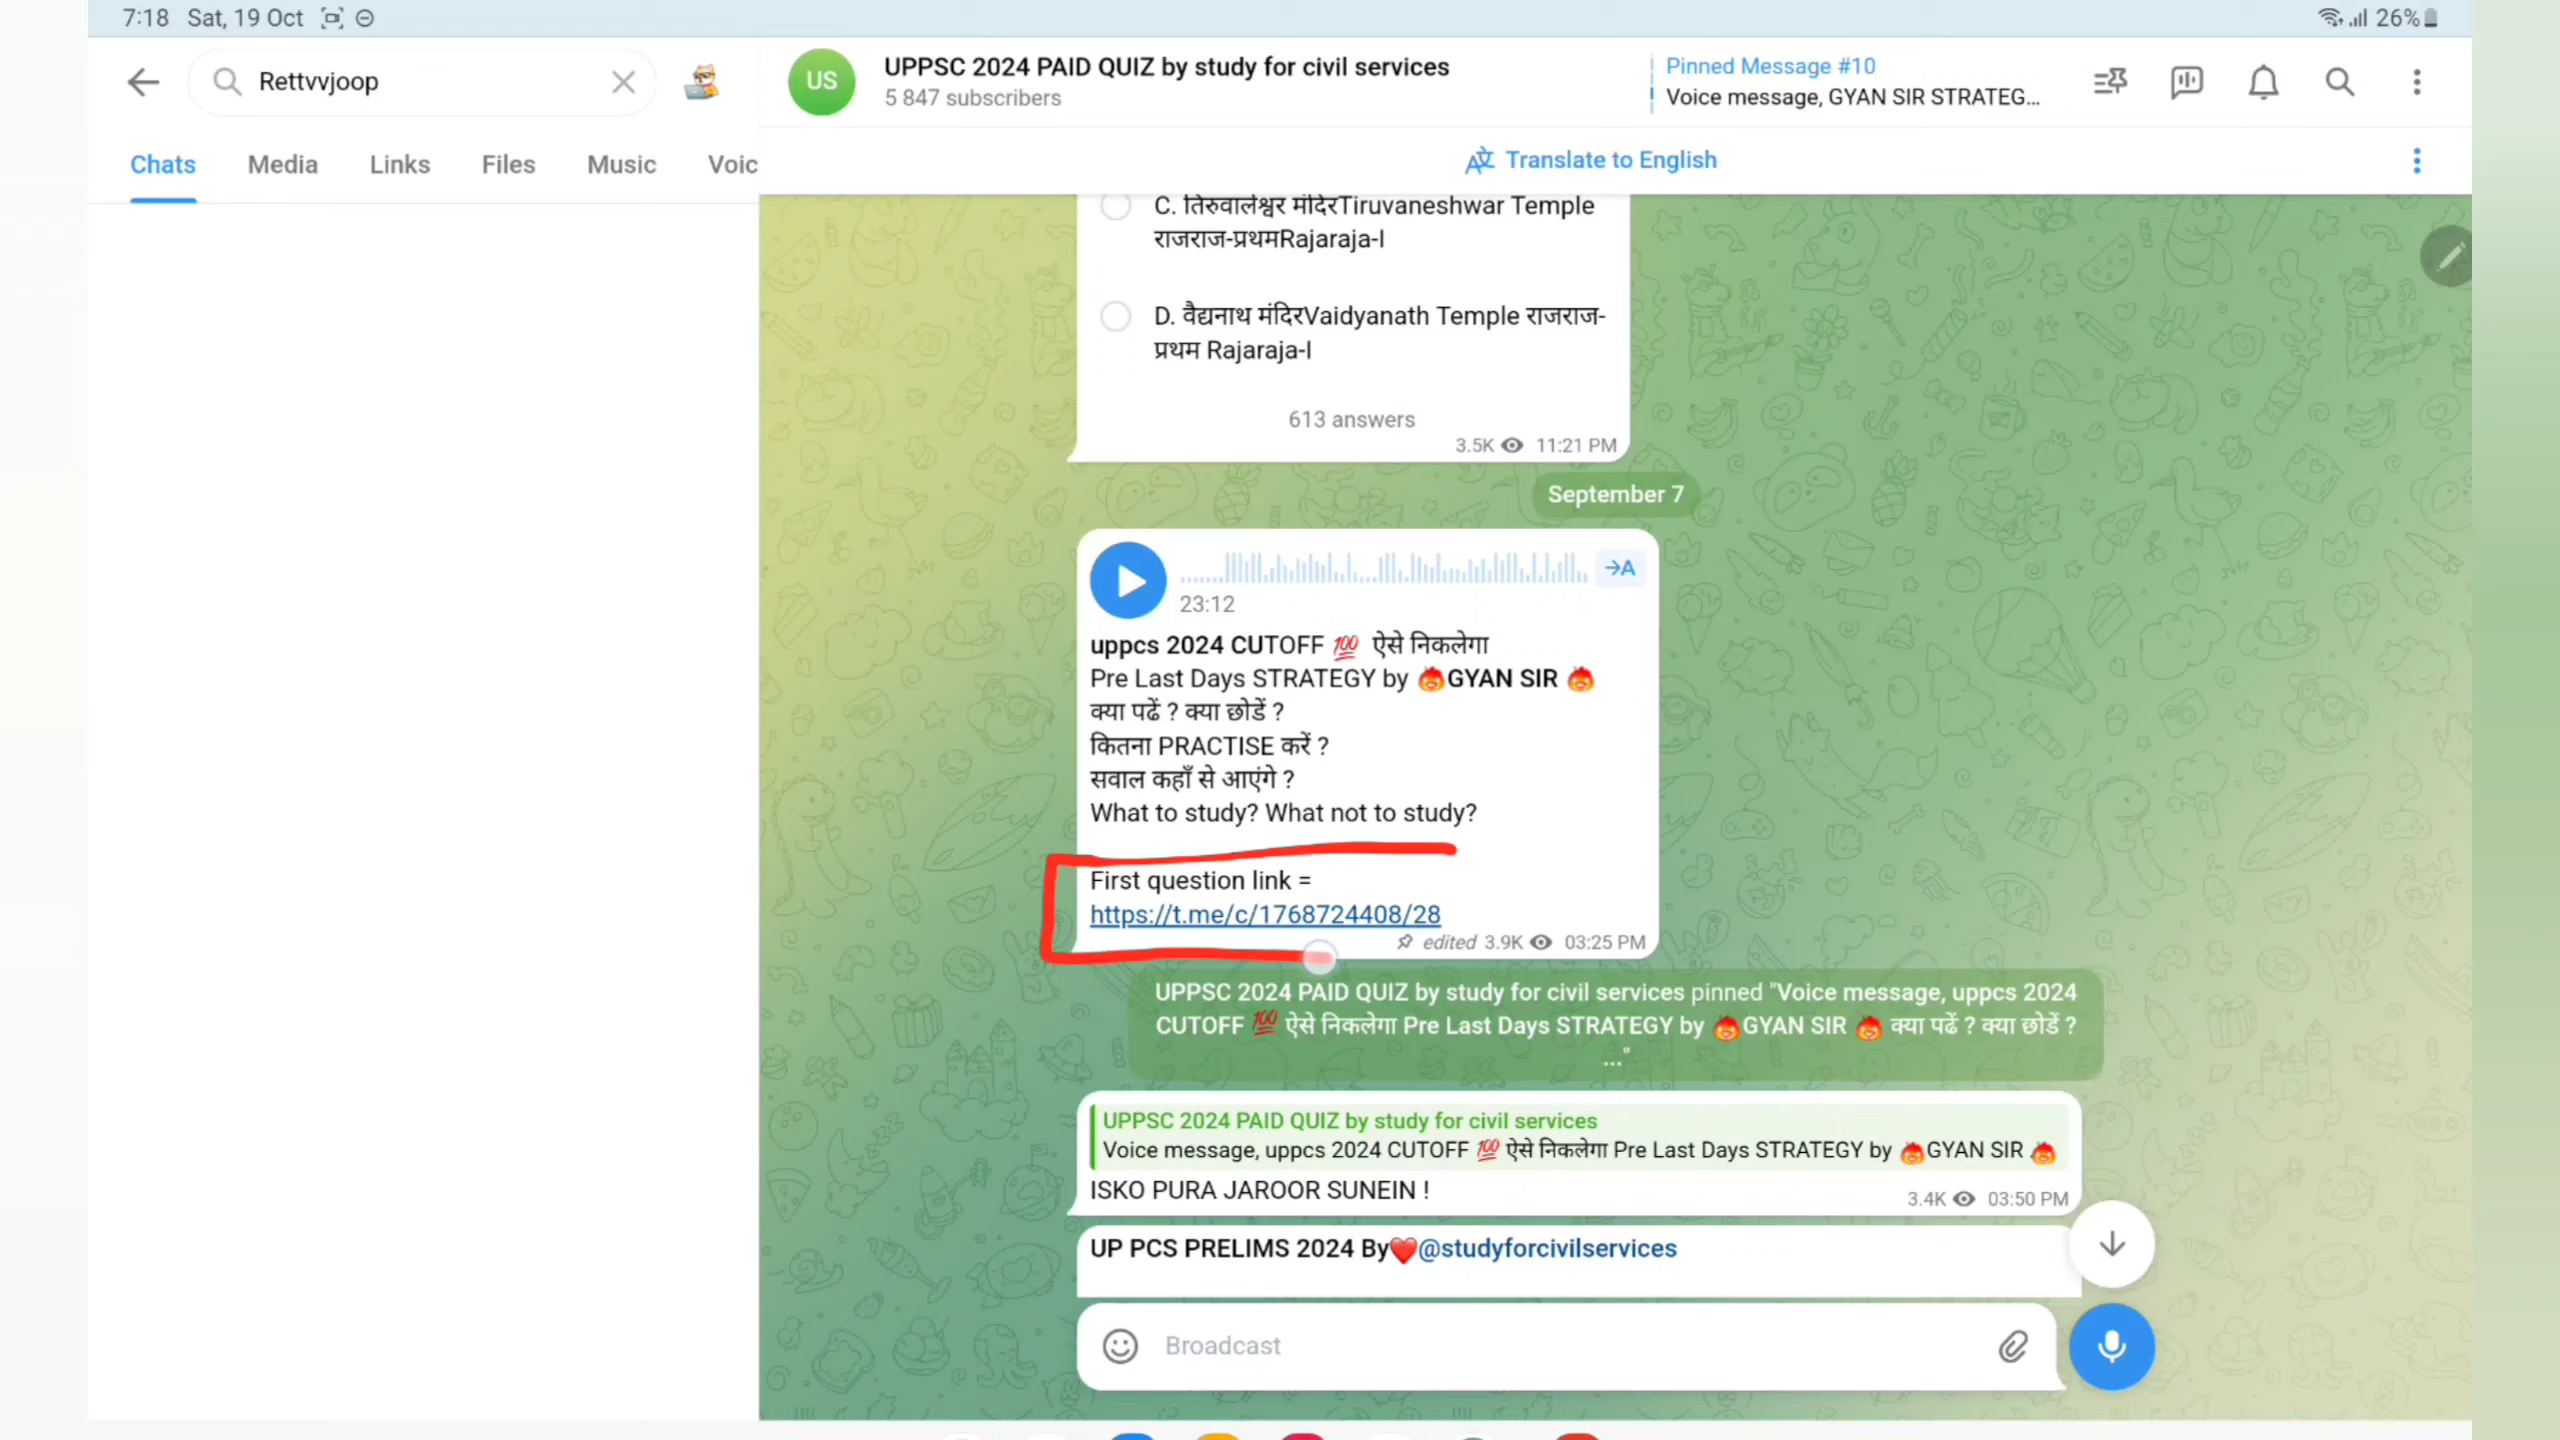 7:18 Sat, 19 Oct
26%
Rettvvjoop
Chats Media Links Files Music Voic
US
UPPSC 2024 PAID QUIZ by study for civil services
5 847 subscribers
Pinned Message #10
Voice message, GYAN SIR STRATEG...
Translate to English
C. तिरुवालेश्वर मंदिरTiruvaneshwar Temple
राजराज-प्रथमRajaraja-I
D. वैद्यनाथ मंदिरVaidyanath Temple राजराज-
प्रथम Rajaraja-I
613 answers
3.5K 11:21 PM
September 7
→A
23:12
uppcs 2024 CUTOFF 💯 ऐसे निकलेगा
Pre Last Days STRATEGY by GYAN SIR
क्या पढें ? क्या छोडें ?
कितना PRACTISE करें ?
सवाल कहाँ से आएंगे ?
What to study? What not to study?
First question link =
https://t.me/c/1768724408/28
edited 3.9K 03:25 PM
UPPSC 2024 PAID QUIZ by study for civil services pinned "Voice message, uppcs 2024
CUTOFF 💯 ऐसे निकलेगा Pre Last Days STRATEGY by GYAN SIR क्या पढें ? क्या छोडें ?
..."
UPPSC 2024 PAID QUIZ by study for civil services
Voice message, uppcs 2024 CUTOFF 💯 ऐसे निकलेगा Pre Last Days STRATEGY by GYAN SIR
ISKO PURA JAROOR SUNEIN !
3.4K 03:50 PM
UP PCS PRELIMS 2024 By❤️@studyforcivilservices
Broadcast